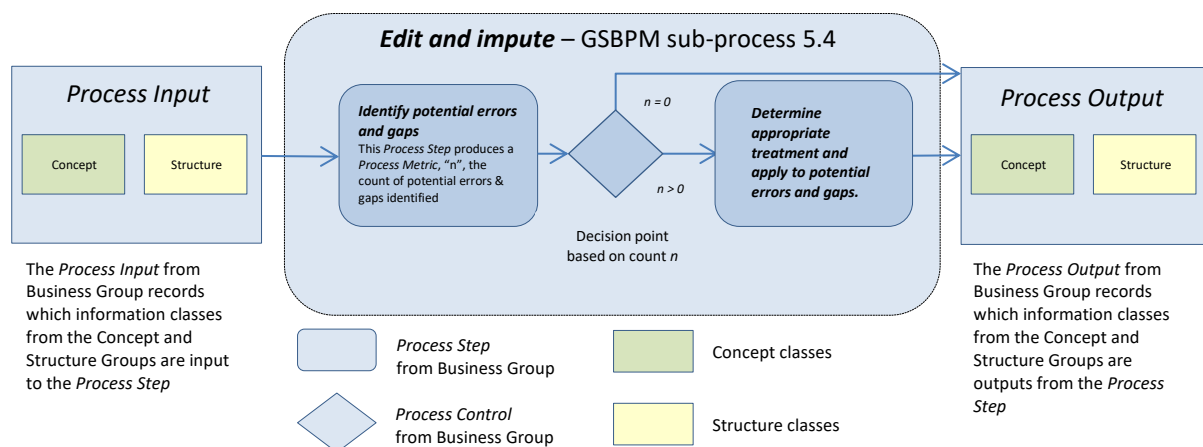 Edit and impute – GSBPM sub-process 5.4
Process Input
Concept
Structure
Identify potential errors
and gaps
This Process Step produces a
Process Metric, “n”, the
count of potential errors &
gaps identified
n = 0
n > 0
Decision point
based on count n
Determine
appropriate
treatment and
apply to potential
errors and gaps.
Process Output
Concept
Structure
The Process Input from
Business Group records
which information classes
from the Concept and
Structure Groups are input
to the Process Step
The Process Output from
Business Group records
which information classes
from the Concept and
Structure Groups are
outputs from the Process
Step
Process Step
from Business Group
Concept classes
Process Control
from Business Group
Structure classes